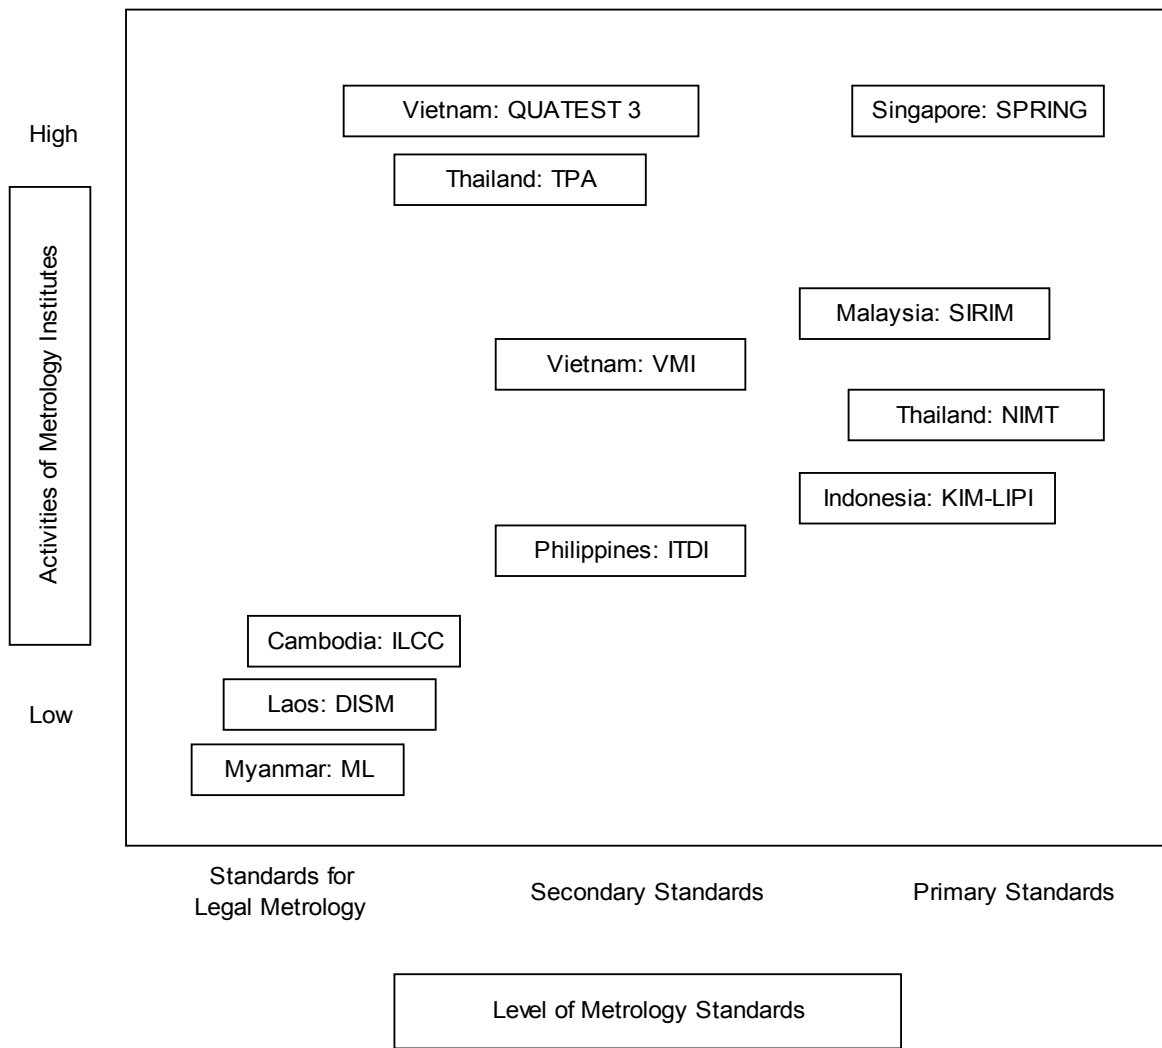 Vietnam: QUATEST 3
Singapore: SPRING
High
Thailand: TPA
Activities of Metrology Institutes
Malaysia: SIRIM
Vietnam: VMI
Thailand: NIMT
Indonesia: KIM-LIPI
Philippines: ITDI
Cambodia: ILCC
Laos: DISM
Low
Myanmar: ML
Standards for
Legal Metrology
Secondary Standards
Primary Standards
Level of Metrology Standards